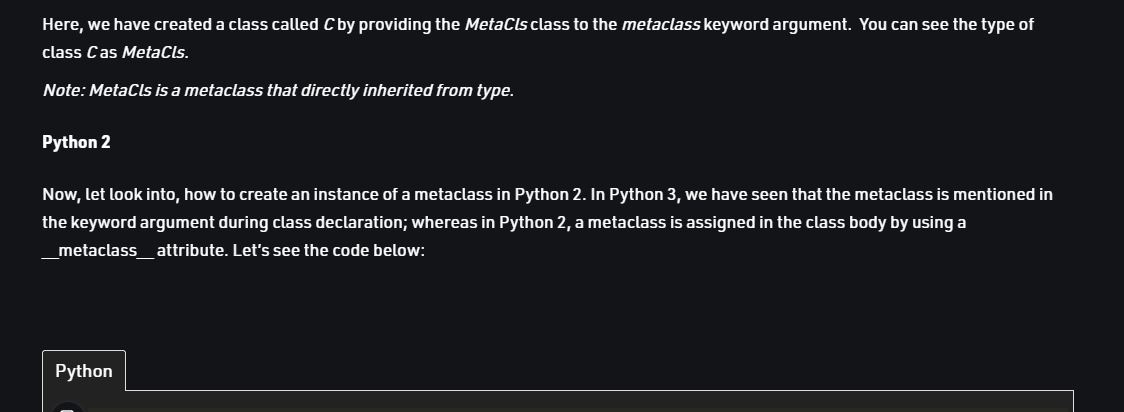 Here, we have created a class called C by providing the MetaCls class to the metaclass keyword argument.  You can see the type of
class C as MetaCls.
Note: MetaCls is a metaclass that directly inherited from type.
Python 2
Now, let look into, how to create an instance of a metaclass in Python 2. In Python 3, we have seen that the metaclass is mentioned in
the keyword argument during class declaration; whereas in Python 2, a metaclass is assigned in the class body by using a
__metaclass__ attribute. Let's see the code below:
Python